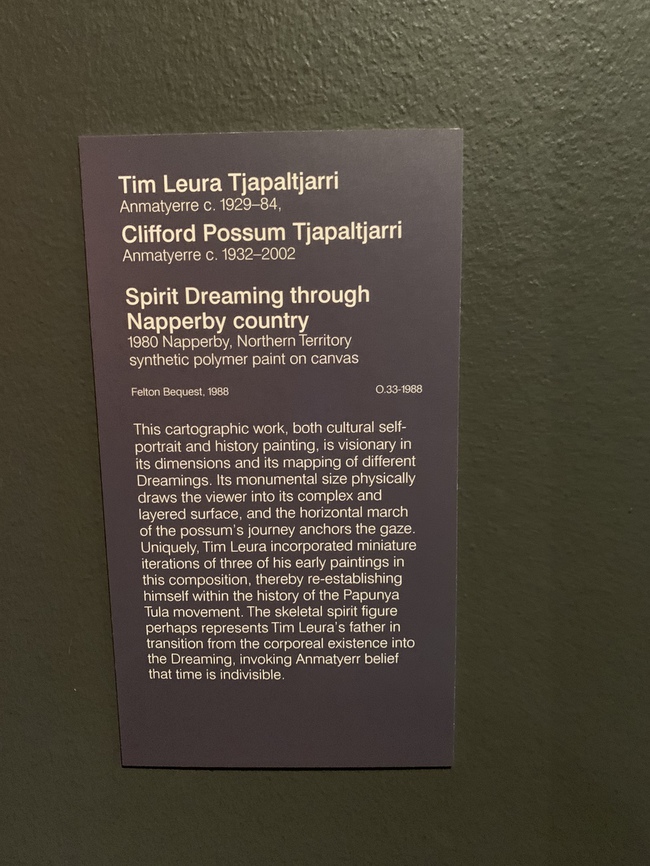 Tim Leura Tjapaltjarri
Anmatyerre c. 1929–84,
Clifford Possum Tjapaltjarri
Anmatyerre c. 1932–2002
Spirit Dreaming through
Napperby country
1980 Napperby, Northern Territory
synthetic polymer paint on canvas
Felton Bequest, 1988 O.33-1988
This cartographic work, both cultural self-
portrait and history painting, is visionary in
its dimensions and its mapping of different
Dreamings. Its monumental size physically
draws the viewer into its complex and
layered surface, and the horizontal march
of the possum's journey anchors the gaze.
Uniquely, Tim Leura incorporated miniature
iterations of three of his early paintings in
this composition, thereby re-establishing
himself within the history of the Papunya
Tula movement. The skeletal spirit figure
perhaps represents Tim Leura's father in
transition from the corporeal existence into
the Dreaming, invoking Anmatyerr belief
that time is indivisible.